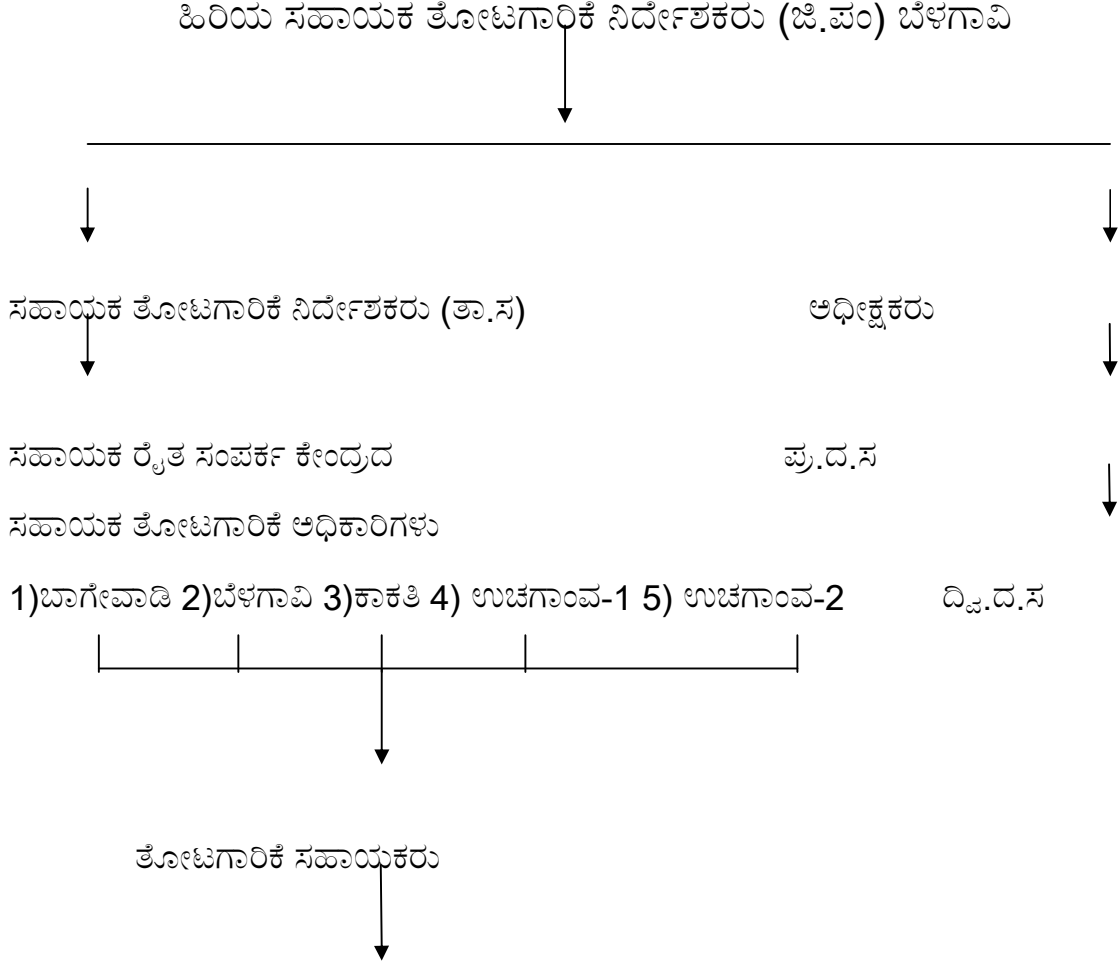 ಹಿರಿಯ ಸಹಾಯಕ ತೋಟಗಾರಿಕೆ ನಿರ್ದೇಶಕರು (ಜಿ.ಪಂ) ಬೆಳಗಾವಿ
ಸಹಾಯಕ ತೋಟಗಾರಿಕೆ ನಿರ್ದೇಶಕರು (ತಾ.ಸ) ಅಧೀಕ್ಷಕರು
ಸಹಾಯಕ ರೈತ ಸಂಪರ್ಕ ಕೇಂದ್ರದ ಪ್ರ.ದ.ಸ
ಸಹಾಯಕ ತೋಟಗಾರಿಕೆ ಅಧಿಕಾರಿಗಳು
1)ಬಾಗೇವಾಡಿ 2)ಬೆಳಗಾವಿ 3)ಕಾಕತಿ 4) ಉಚಗಾಂವ-1 5) ಉಚಗಾಂವ-2 ದ್ವಿ.ದ.ಸ
ತೋಟಗಾರಿಕೆ ಸಹಾಯಕರು